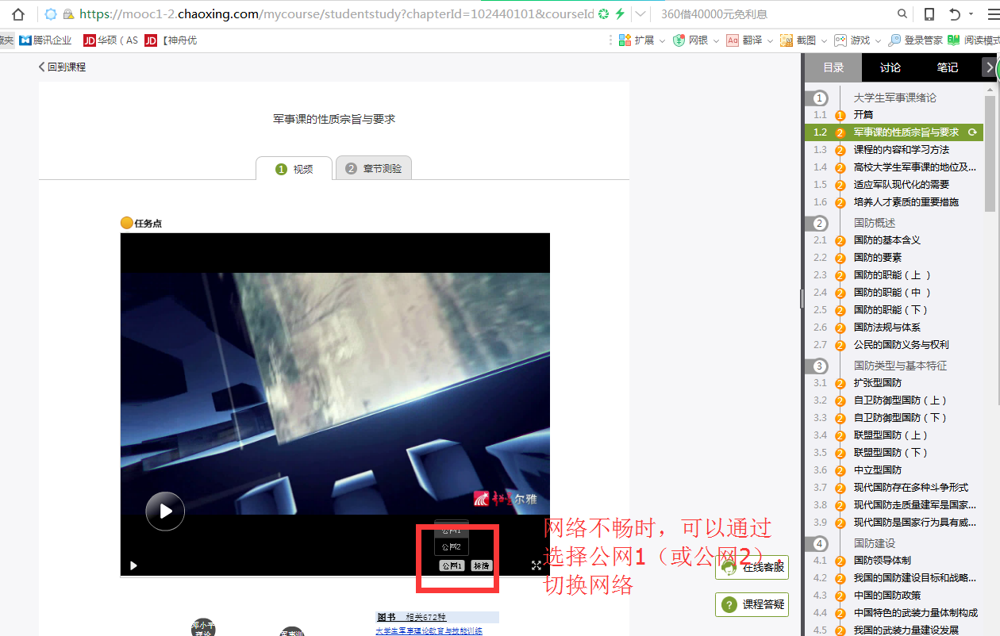 https://mooc1-2.chaoxing.com/mycourse/studentstudy?chapterId=102440101&courseId
360借40000元免利息
藏夹 腾讯企业 JD 华硕（AS JD 【神舟优
扩展 网银 Aa 翻译 截图 游戏 登录管家 阅读模式
回到课程
目录 讨论 笔记
军事课的性质宗旨与要求
1 视频
2 章节测验
任务点
尔雅
公网1
公网2
公网1 标清
网络不畅时，可以通过
选择公网1（或公网2），
切换网络
在线客服
? 课程答疑
图书 相关672种
大学生军事理论教育与技能训练
邓小平
理论
1 大学生军事课绪论
1.1 1 开篇
1.2 2 军事课的性质宗旨与要求
1.3 2 课程的内容和学习方法
1.4 2 高校大学生军事课的地位及...
1.5 2 适应军队现代化的需要
1.6 2 培养人才素质的重要措施
2 国防概述
2.1 2 国防的基本含义
2.2 2 国防的要素
2.3 2 国防的职能（上 ）
2.4 2 国防的职能（中 ）
2.5 2 国防的职能（下）
2.6 2 国防法规与体系
2.7 2 公民的国防义务与权利
3 国防类型与基本特征
3.1 2 扩张型国防
3.2 2 自卫防御型国防（上）
3.3 2 自卫防御型国防（下）
3.4 2 联盟型国防（上）
3.5 2 联盟型国防（下）
3.6 2 中立型国防
3.7 2 现代国防存在多种斗争形式
3.8 2 现代国防走质量建军是国家...
3.9 2 现代国防是国家行为具有威...
4 国防建设
4.1 2 国防领导体制
4.2 2 我国的国防建设目标和战略...
4.3 2 中国的国防政策
4.4 2 中国特色的武装力量体制构成
4.5 2 我国的武装力量建设发展